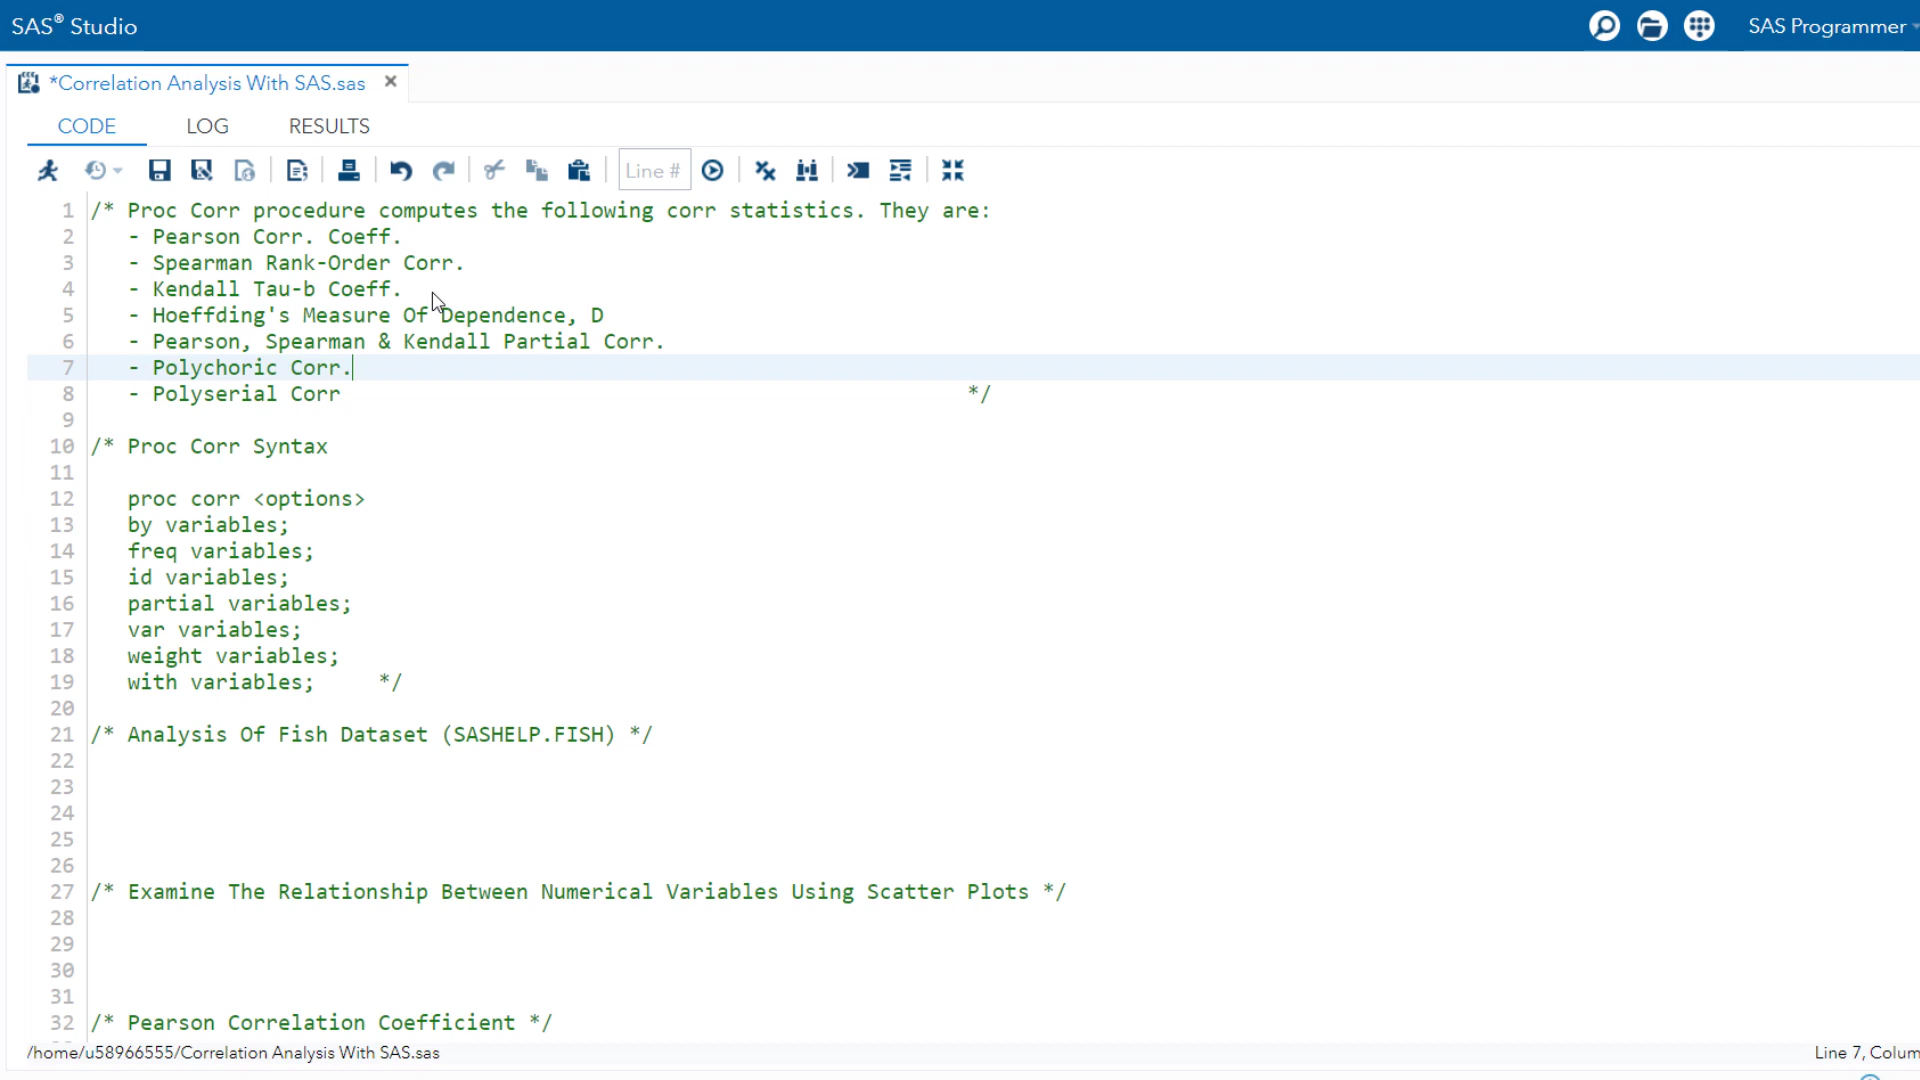 SAS® Studio
SAS Programmer
*Correlation Analysis With SAS.sas
CODE LOG RESULTS
Line #
1 /* Proc Corr procedure computes the following corr statistics. They are:
2 - Pearson Corr. Coeff.
3 - Spearman Rank-Order Corr.
4 - Kendall Tau-b Coeff.
5 - Hoeffding's Measure Of Dependence, D
6 - Pearson, Spearman & Kendall Partial Corr.
7 - Polychoric Corr.
8 - Polyserial Corr */
9
10 /* Proc Corr Syntax
11
12 proc corr <options>
13 by variables;
14 freq variables;
15 id variables;
16 partial variables;
17 var variables;
18 weight variables;
19 with variables; */
20
21 /* Analysis Of Fish Dataset (SASHELP.FISH) */
22
23
24
25
26
27 /* Examine The Relationship Between Numerical Variables Using Scatter Plots */
28
29
30
31
32 /* Pearson Correlation Coefficient */
/home/u58966555/Correlation Analysis With SAS.sas
Line 7, Colum